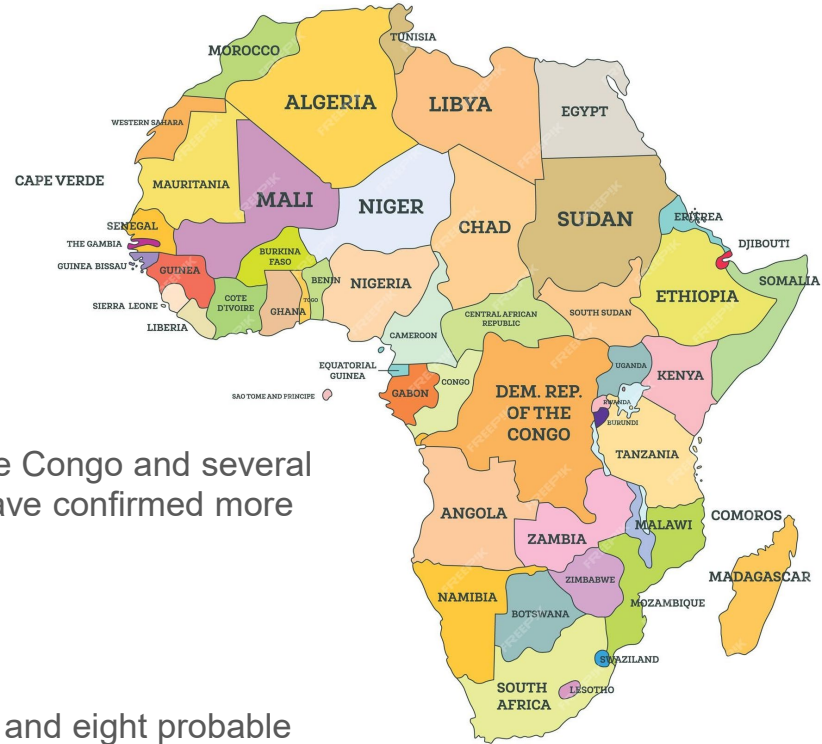 TUNISIA
MOROCCO
ALGERIA
LIBYA
EGYPT
WESTERN SAHARA
CAPE VERDE
MAURITANIA
MALI
NIGER
CHAD
SUDAN
ERITREA
SENEGAL
THE GAMBIA
GUINEA BISSAU
GUINEA
BURKINA
FASO
BENIN
NIGERIA
DJIBOUTI
SOMALIA
ETHIOPIA
SIERRA LEONE
LIBERIA
COTE
D'IVOIRE
GHANA
TOGO
CAMEROON
CENTRAL AFRICAN
REPUBLIC
SOUTH SUDAN
EQUATORIAL
GUINEA
SAO TOME AND PRINCIPE
GABON
CONGO
DEM. REP.
OF THE
CONGO
UGANDA
KENYA
RWANDA
BURUNDI
TANZANIA
e Congo and several
ave confirmed more
ANGOLA
ZAMBIA
MALAWI
COMOROS
MADAGASCAR
ZIMBABWE
MOZAMBIQUE
NAMIBIA
BOTSWANA
SWAZILAND
SOUTH
AFRICA
LESOTHO
and eight probable